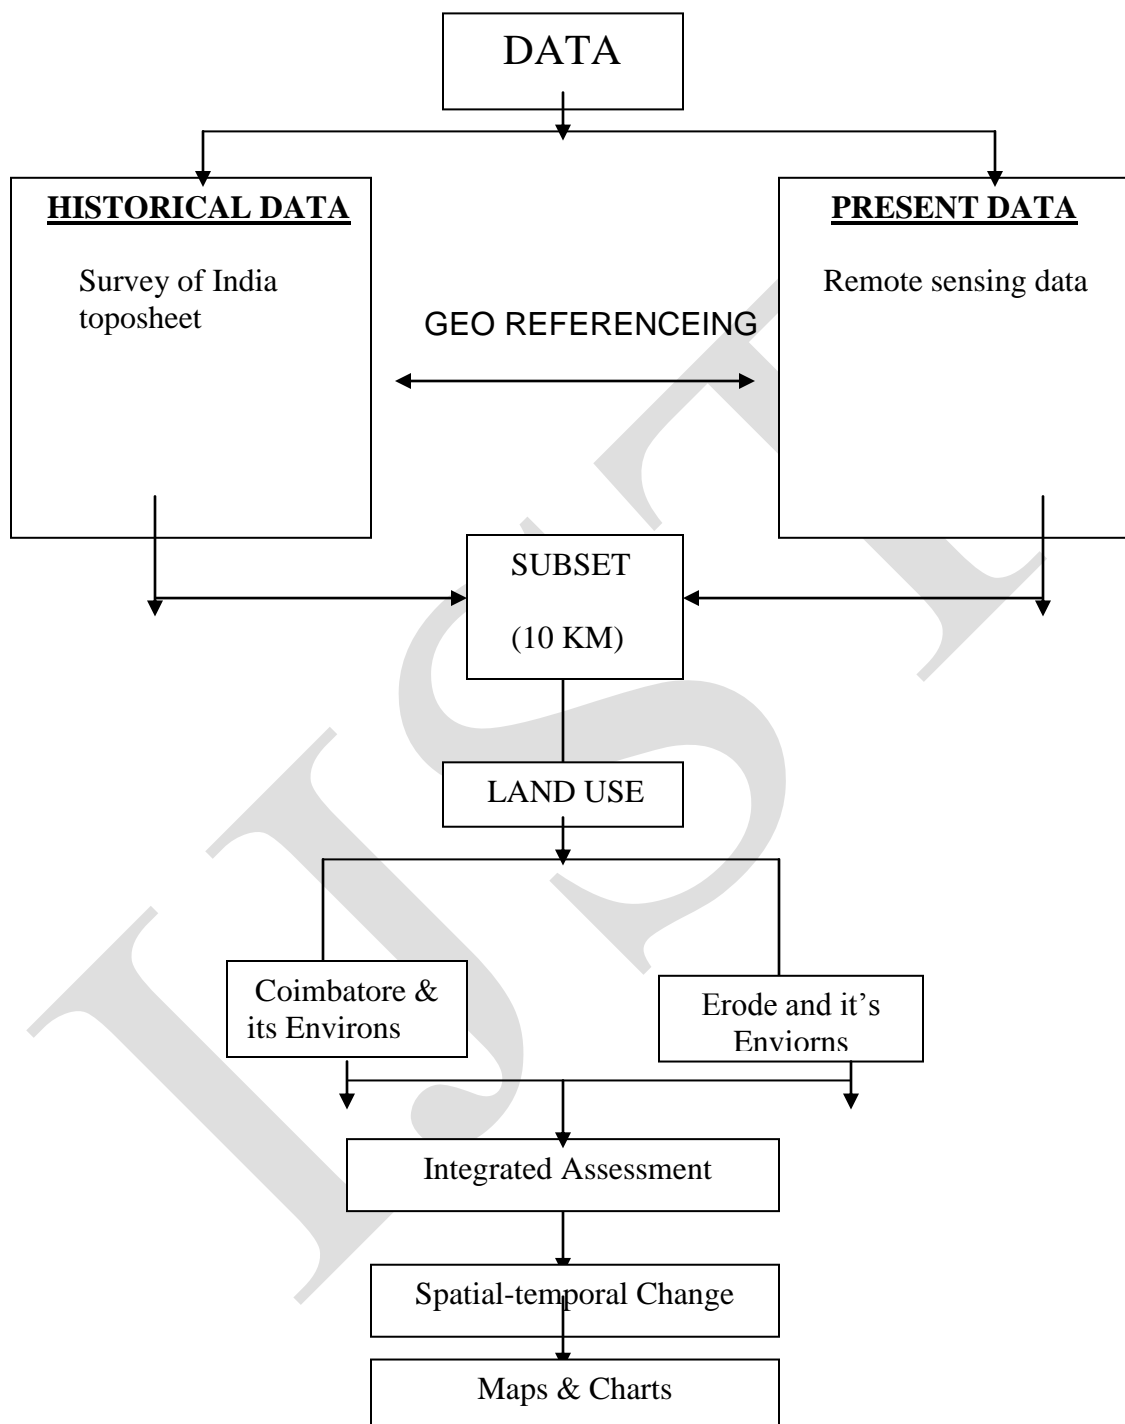 DATA
HISTORICAL DATA
Survey of India
toposheet
GEO REFERENCEING
PRESENT DATA
Remote sensing data
SUBSET
(10 KM)
LAND USE
Coimbatore &
its Environs
Erode and it’s
Enviorns
Integrated Assessment
Spatial-temporal Change
Maps & Charts
IJST